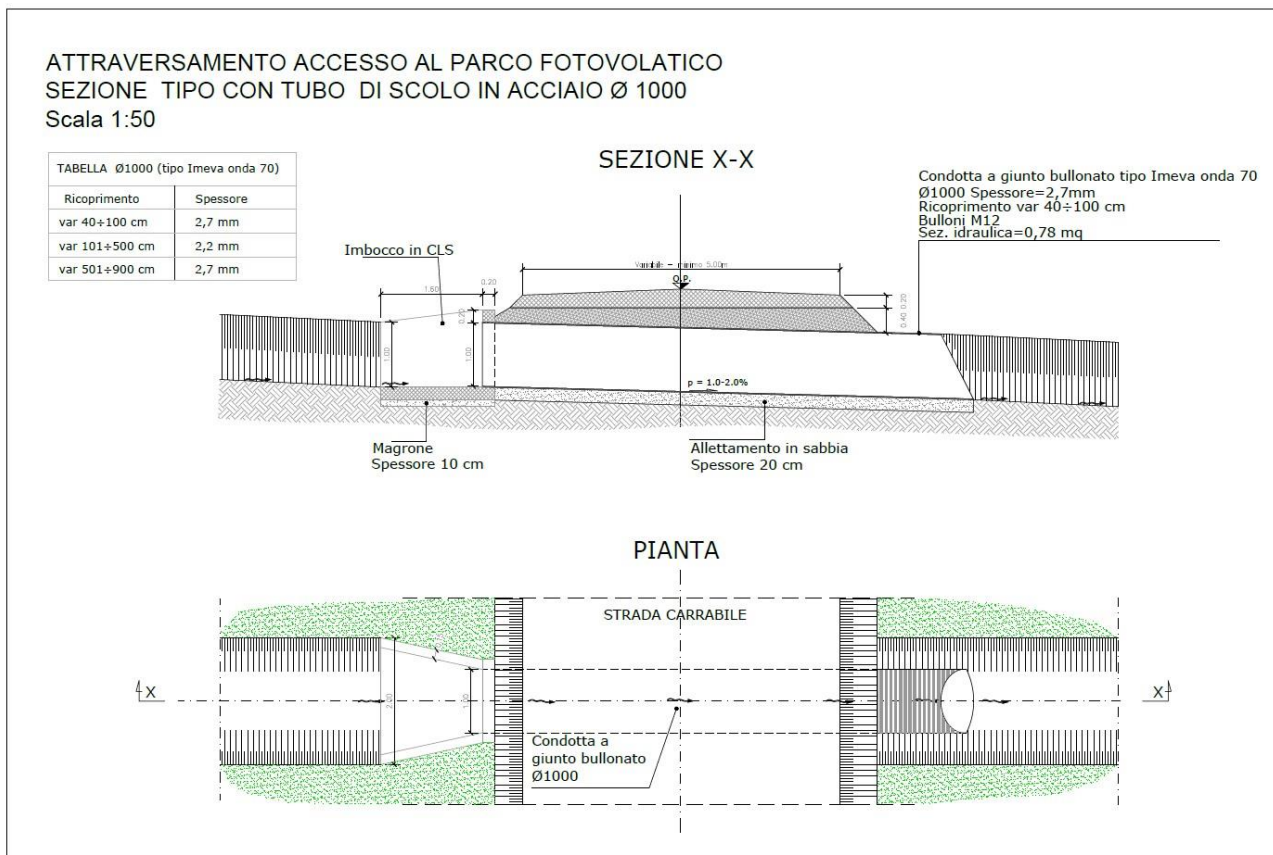 ATTRAVERSAMENTO ACCESSO AL PARCO FOTOVOLATICO
SEZIONE TIPO CON TUBO DI SCOLO IN ACCIAIO Ø 1000
Scala 1:50
TABELLA Ø1000 (tipo Imeva onda 70)
Ricoprimento Spessore
var 40÷100 cm 2,7 mm
var 101÷500 cm 2,2 mm
var 501÷900 cm 2,7 mm
SEZIONE X-X
Condotta a giunto bullonato tipo Imeva onda 70
Ø1000 Spessore=2,7mm
Ricoprimento var 40÷100 cm
Bulloni M12
Sez. idraulica=0,78 mq
Imbocco in CLS
Variabile - minimo 5.00m
Q.P.
1.60
0.20
0.20
1.00
1.00
0.20
0.40
p = 1.0-2.0%
Magrone
Spessore 10 cm
Allettamento in sabbia
Spessore 20 cm
PIANTA
STRADA CARRABILE
X
X
2.00
1.00
Condotta a
giunto bullonato
Ø1000